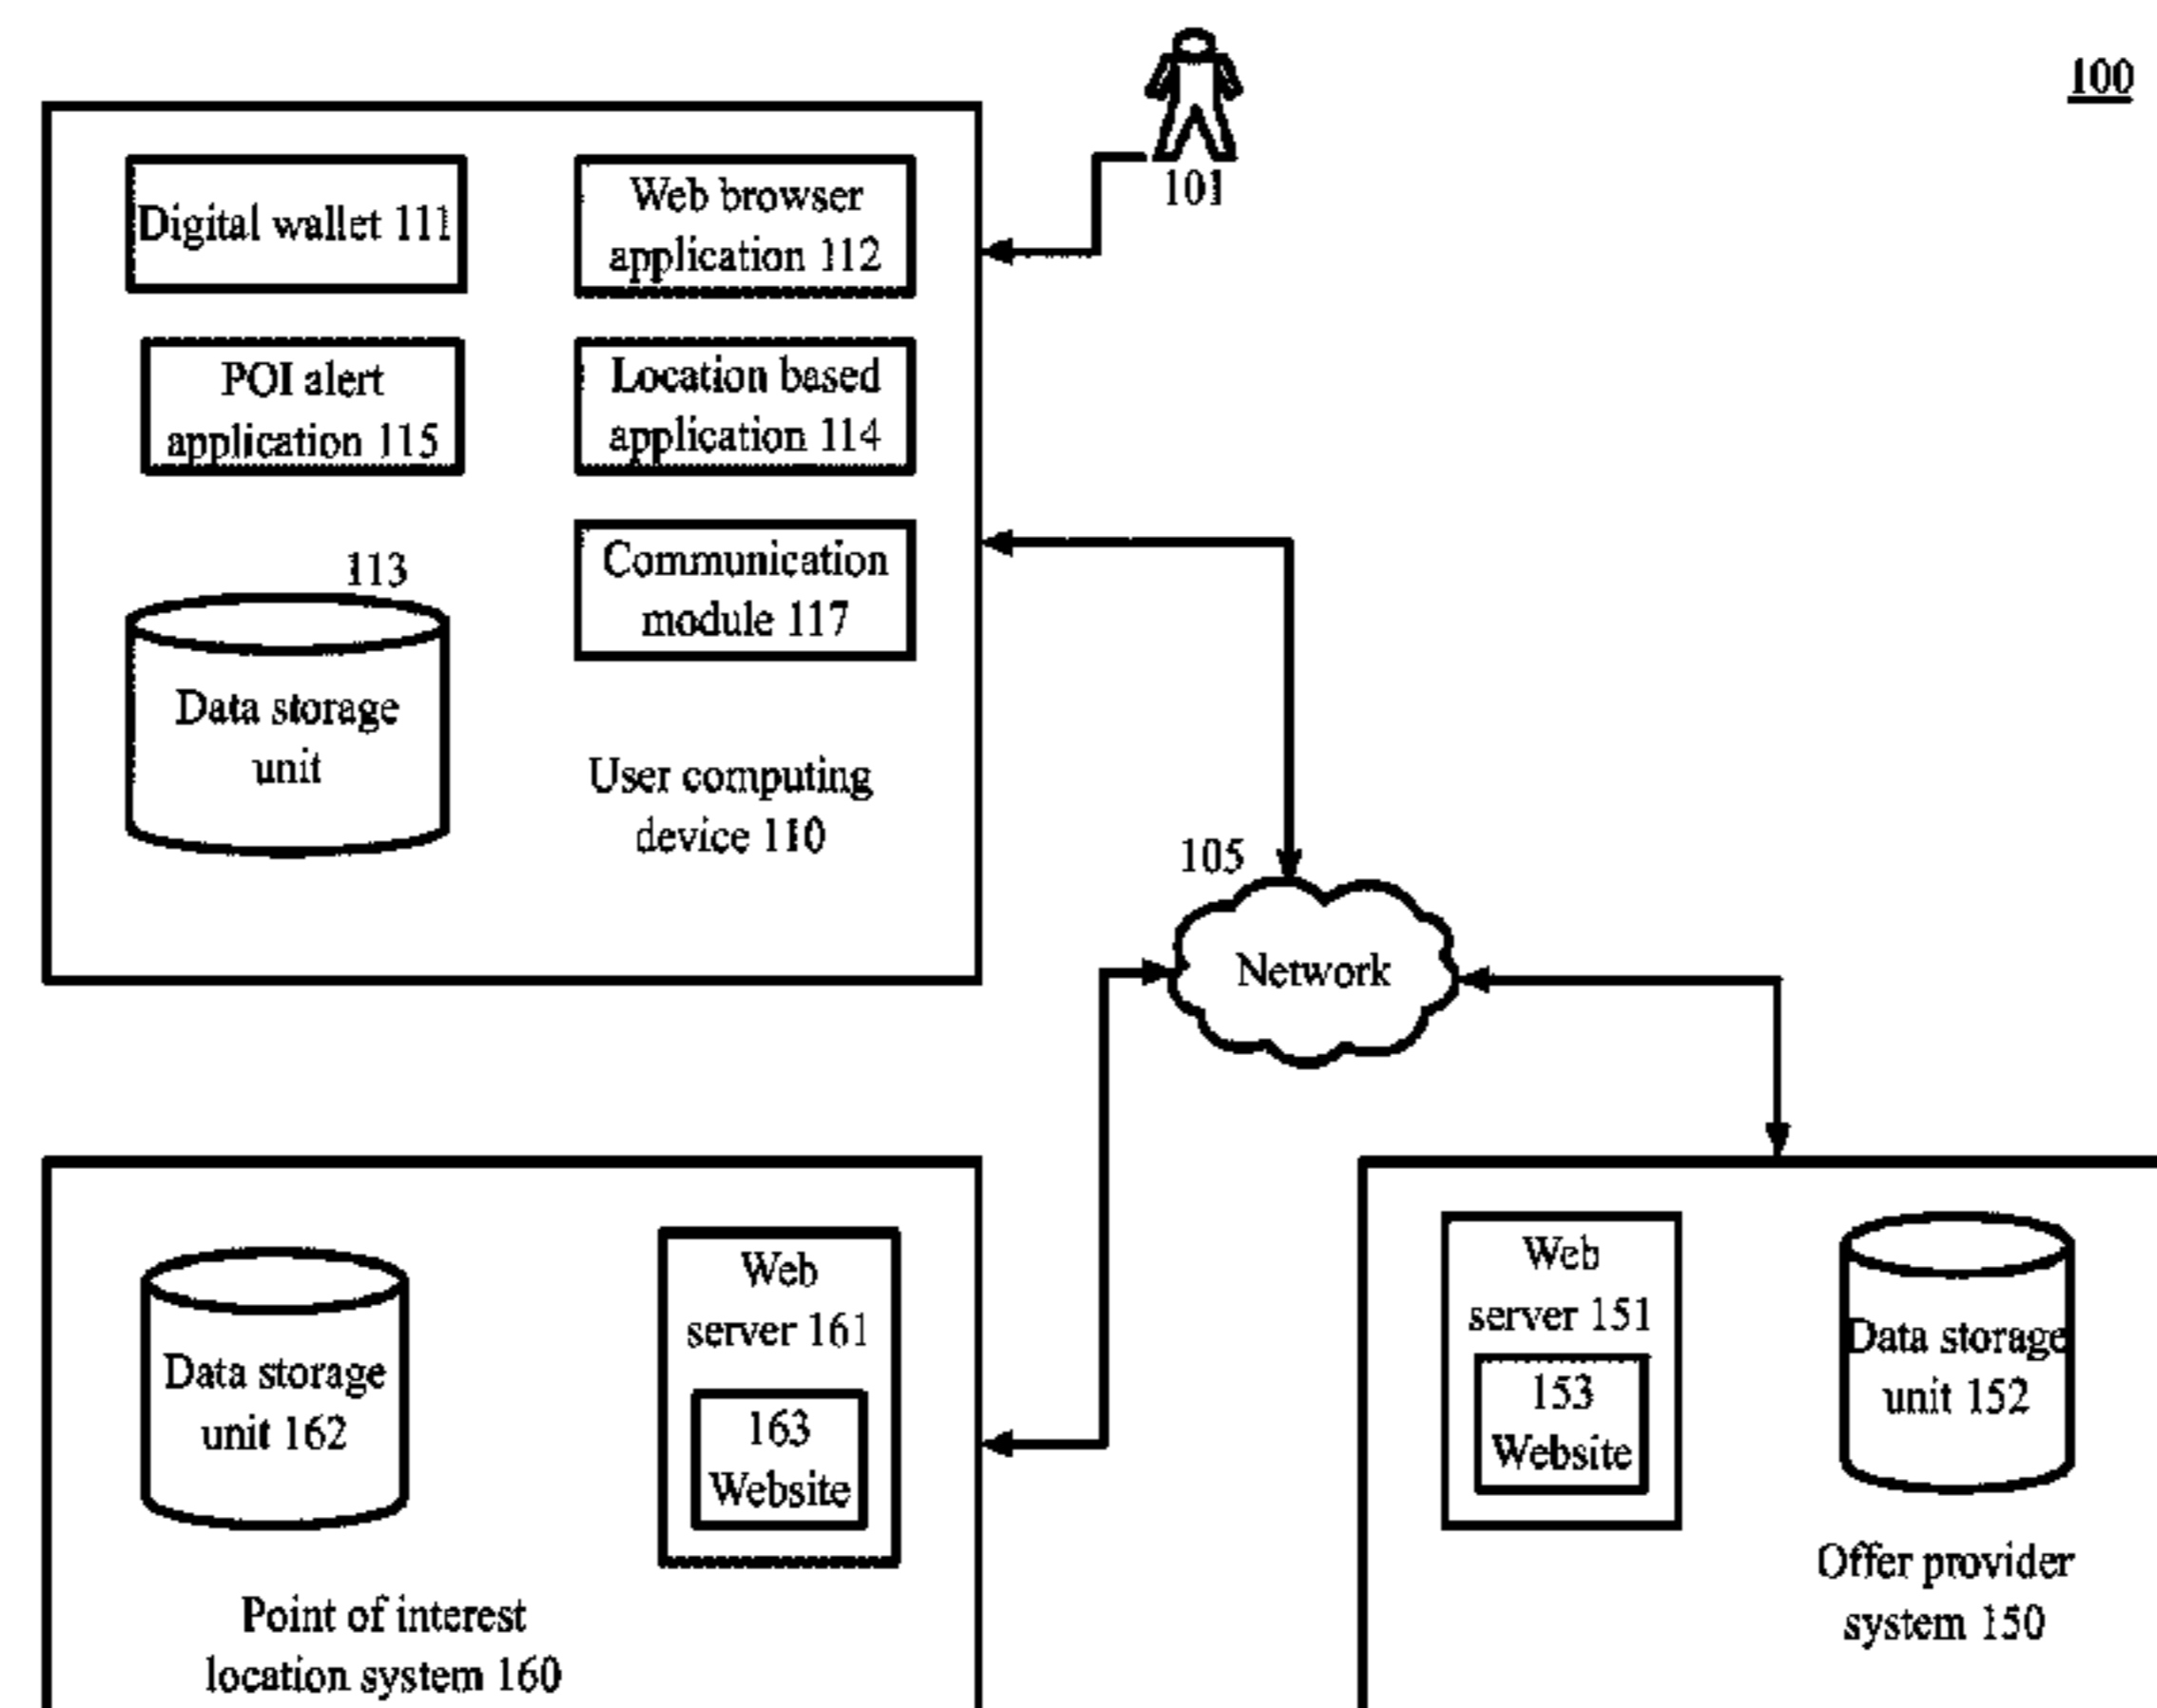 100
101
Digital wallet 111
Web browser
application 112
POI alert
application 115
Location based
application 114
113
Data storage
unit
Communication
module 117
User computing
device 110
105
Network
Data storage
unit 162
Web
server 161
163
Website
Point of interest
location system 160
Web
server 151
153
Website
Data storage
unit 152
Offer provider
system 150